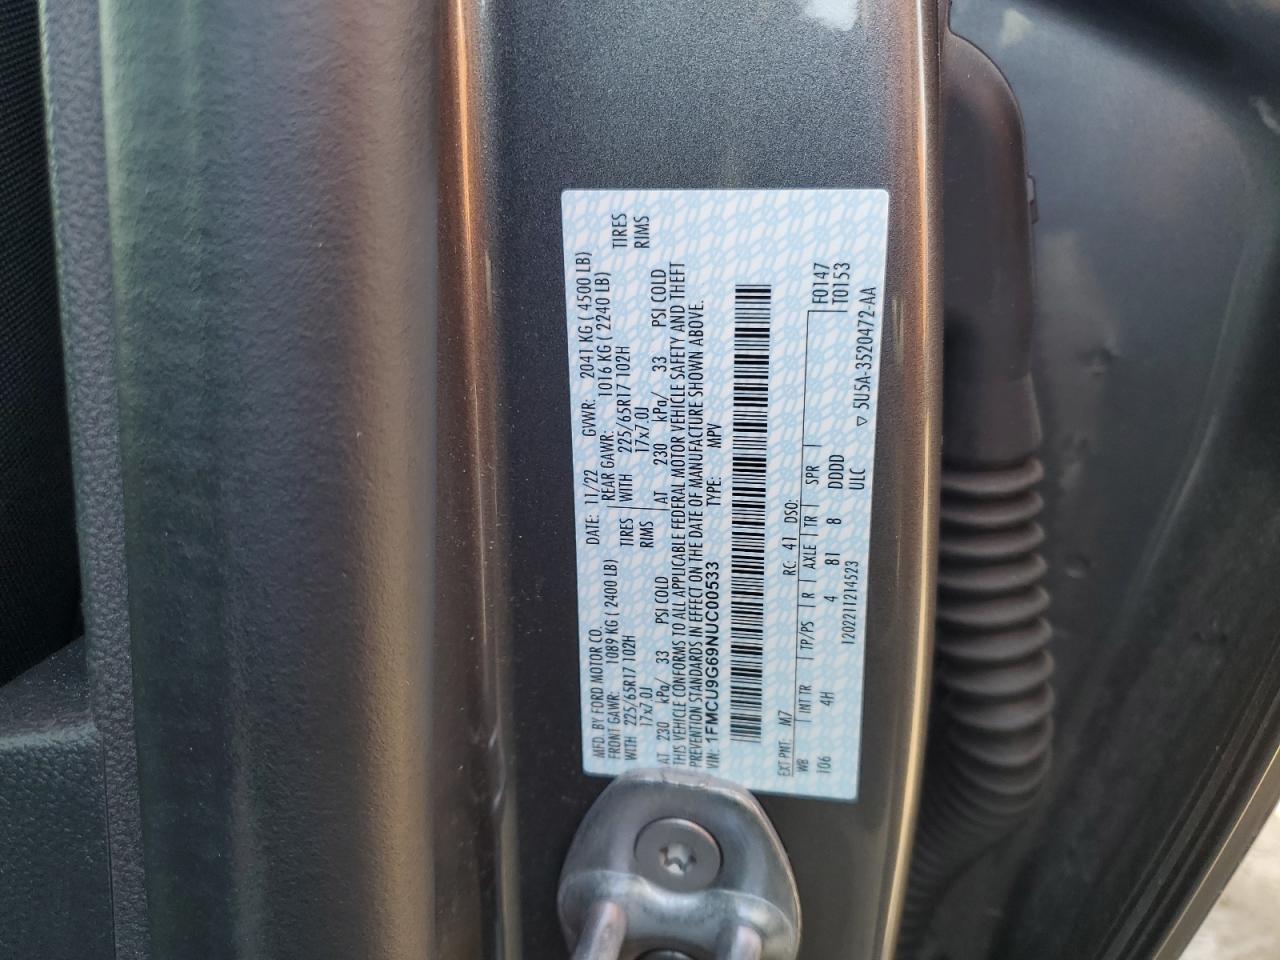 MFD. BY FORD MOTOR CO.
DATE: 11/22 GVWR: 2041 KG ( 4500 LB)
FRONT GAWR: 1089 KG ( 2400 LB) REAR GAWR: 1016 KG ( 2240 LB)
WITH 225/65R17 102H TIRES WITH 225/65R17 102H TIRES
17x7.0J RIMS 17x7.0J RIMS
AT 230 kPa/ 33 PSI COLD AT 230 kPa/ 33 PSI COLD
THIS VEHICLE CONFORMS TO ALL APPLICABLE FEDERAL MOTOR VEHICLE SAFETY AND THEFT
PREVENTION STANDARDS IN EFFECT ON THE DATE OF MANUFACTURE SHOWN ABOVE.
VIN: 1FMCU9G69NUC00533 TYPE: MPV
EXT PNT: M7 RC: 41 DSO: F0147
WB INT TR TP/PS R AXLE TR SPR T0153
106 4H 4 81 8 DDDD
ULC
1202211214523 ▽ 5U5A-3520472-AA